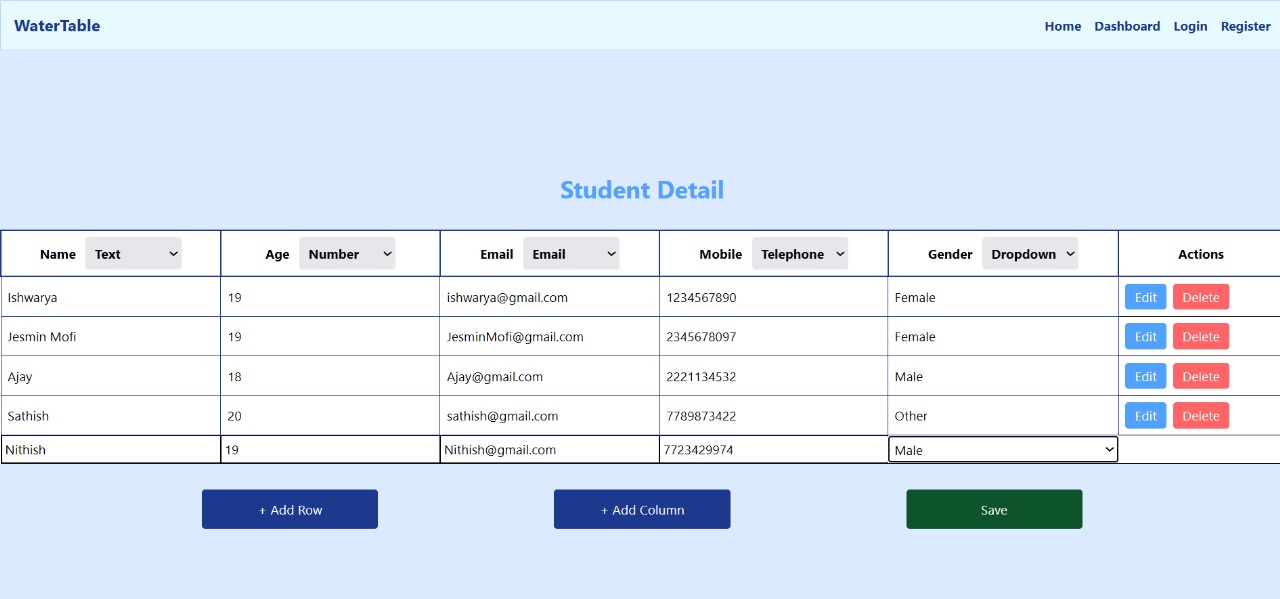 WaterTable Home Dashboard Login Register
Student Detail
Name Text Age Number Email Email Mobile Telephone Gender Dropdown Actions
Ishwarya 19 ishwarya@gmail.com 1234567890 Female Edit Delete
Jesmin Mofi 19 JesminMofi@gmail.com 2345678097 Female Edit Delete
Ajay 18 Ajay@gmail.com 2221134532 Male Edit Delete
Sathish 20 sathish@gmail.com 7789873422 Other Edit Delete
Nithish 19 Nithish@gmail.com 7723429974 Male
+ Add Row + Add Column Save